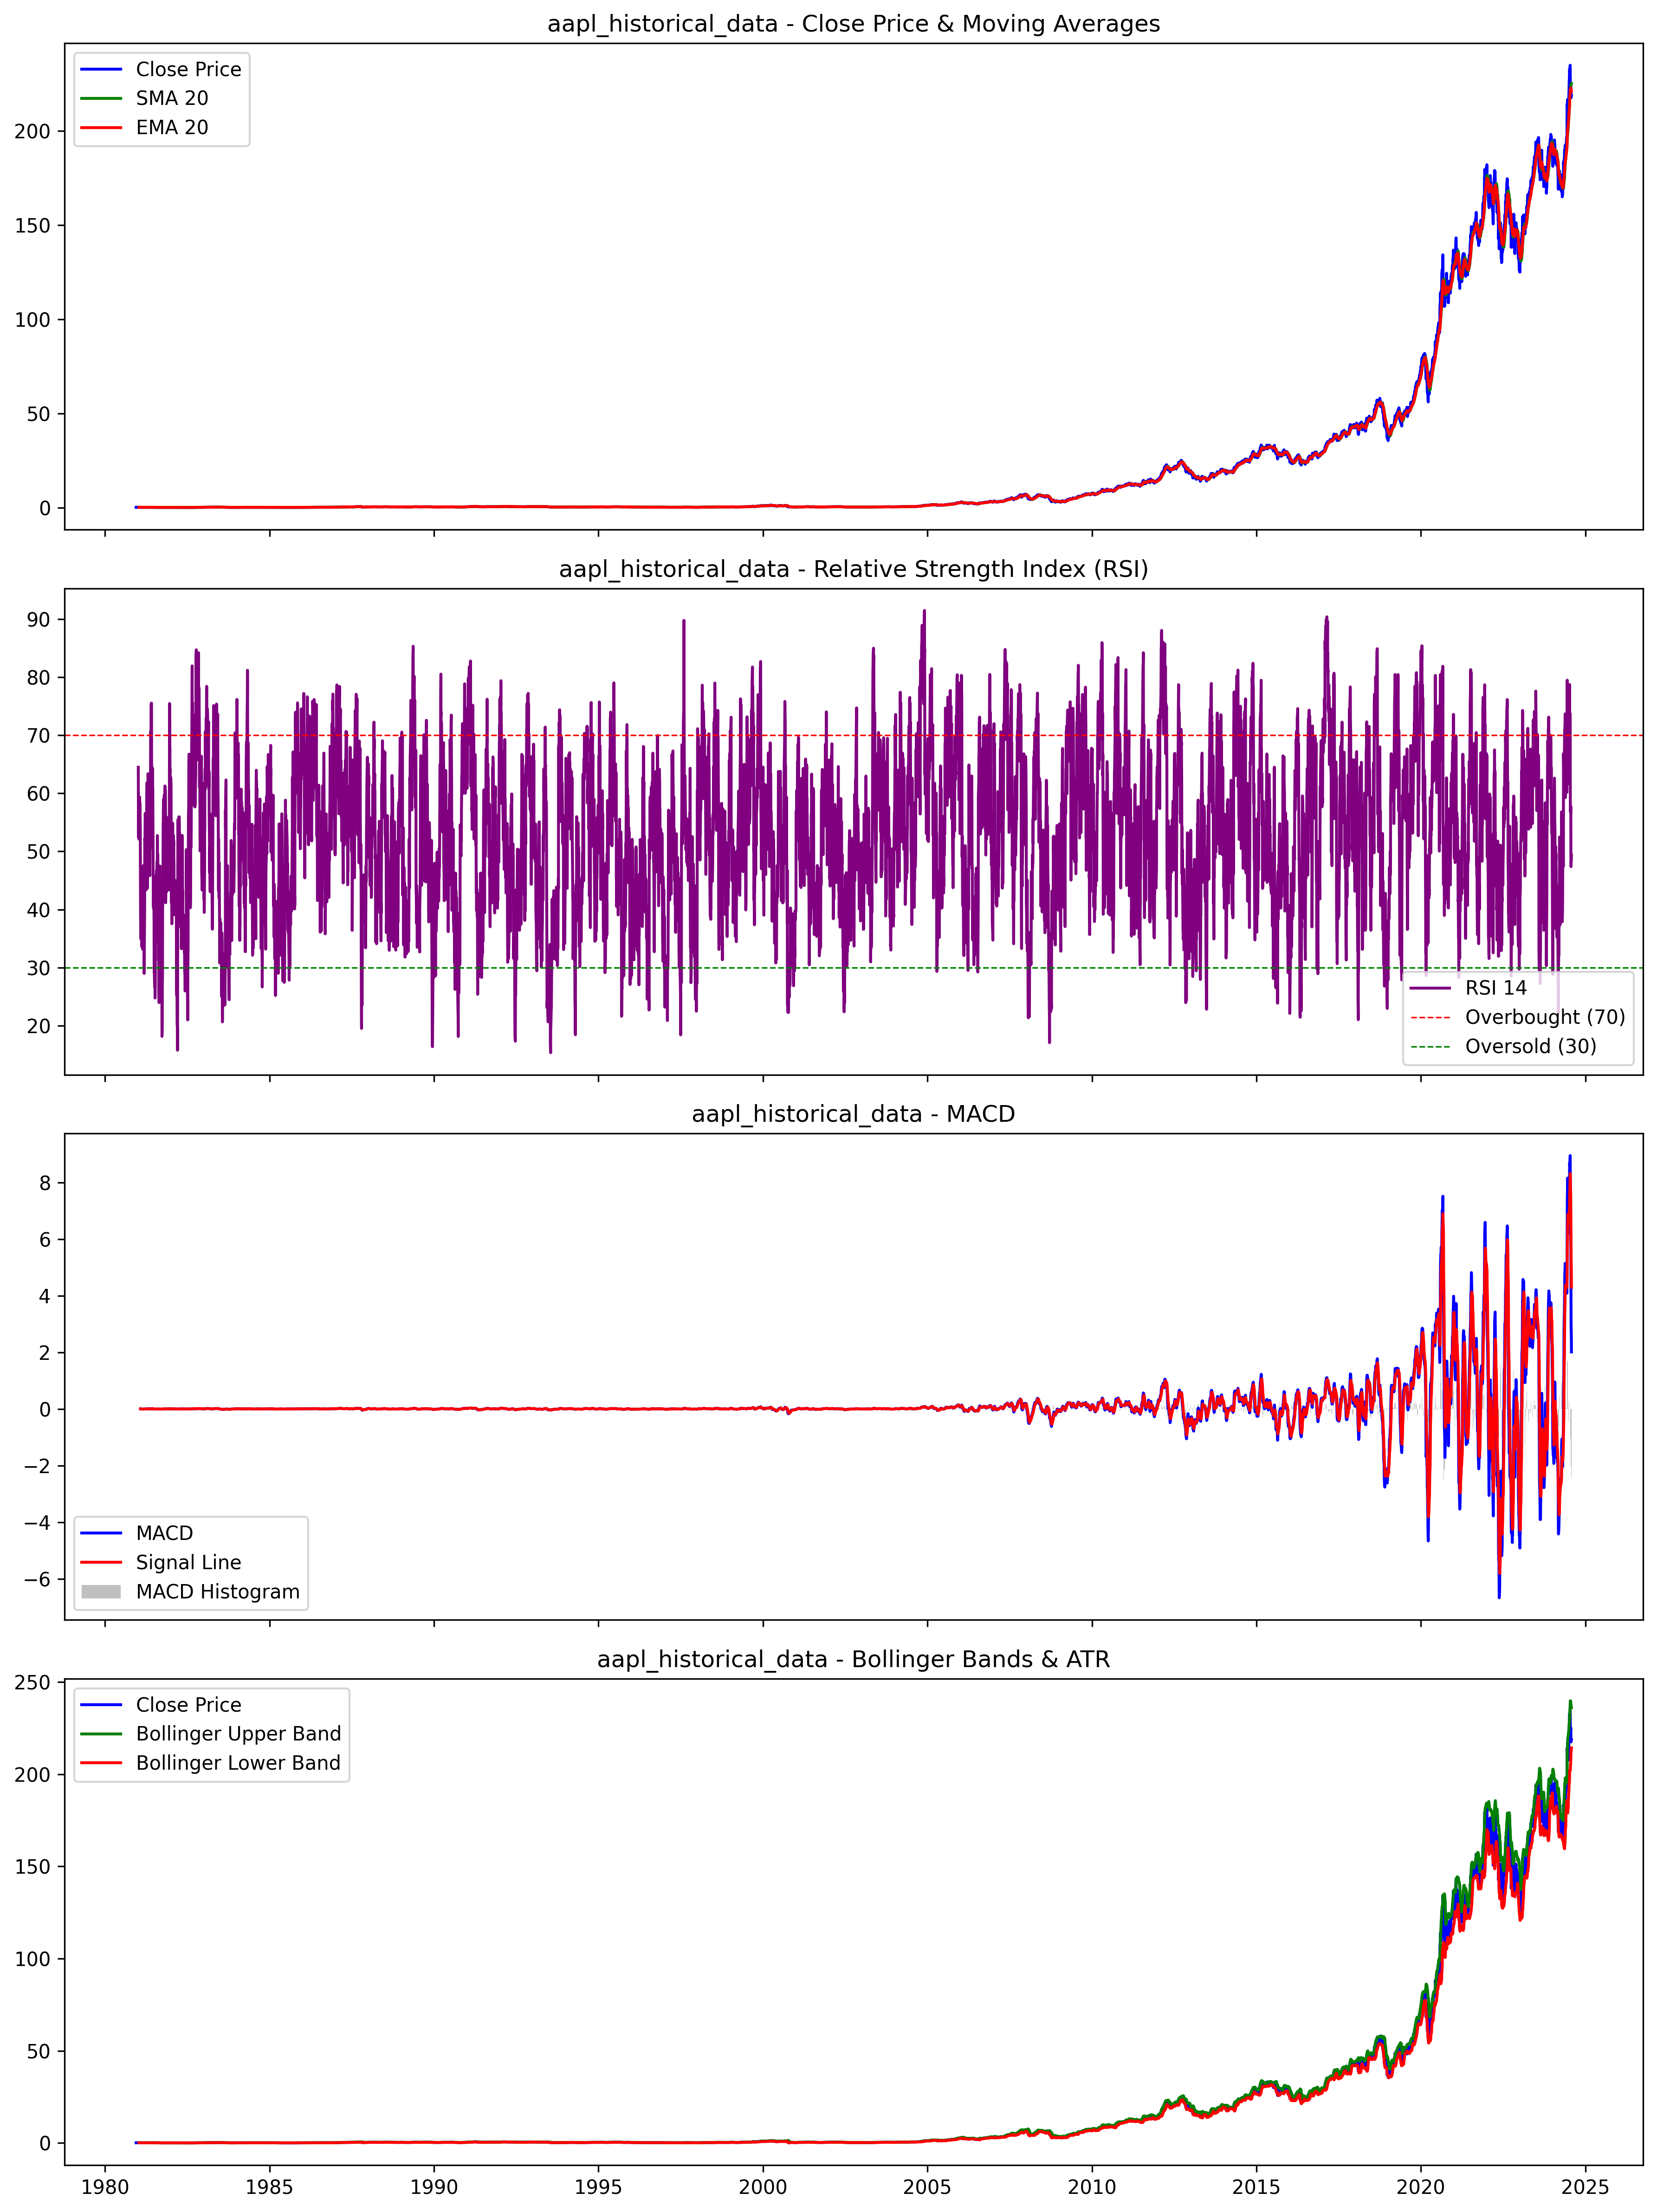 aapl_historical_data - Close Price & Moving Averages
Close Price
SMA 20
EMA 20
200
150
100
50
0
aapl_historical_data - Relative Strength Index (RSI)
90
80
70
60
50
40
30
20
RSI 14
Overbought (70)
Oversold (30)
aapl_historical_data - MACD
8
6
4
2
0
−2
−4
−6
MACD
Signal Line
MACD Histogram
aapl_historical_data - Bollinger Bands & ATR
Close Price
Bollinger Upper Band
Bollinger Lower Band
250
200
150
100
50
0
1980 1985 1990 1995 2000 2005 2010 2015 2020 2025